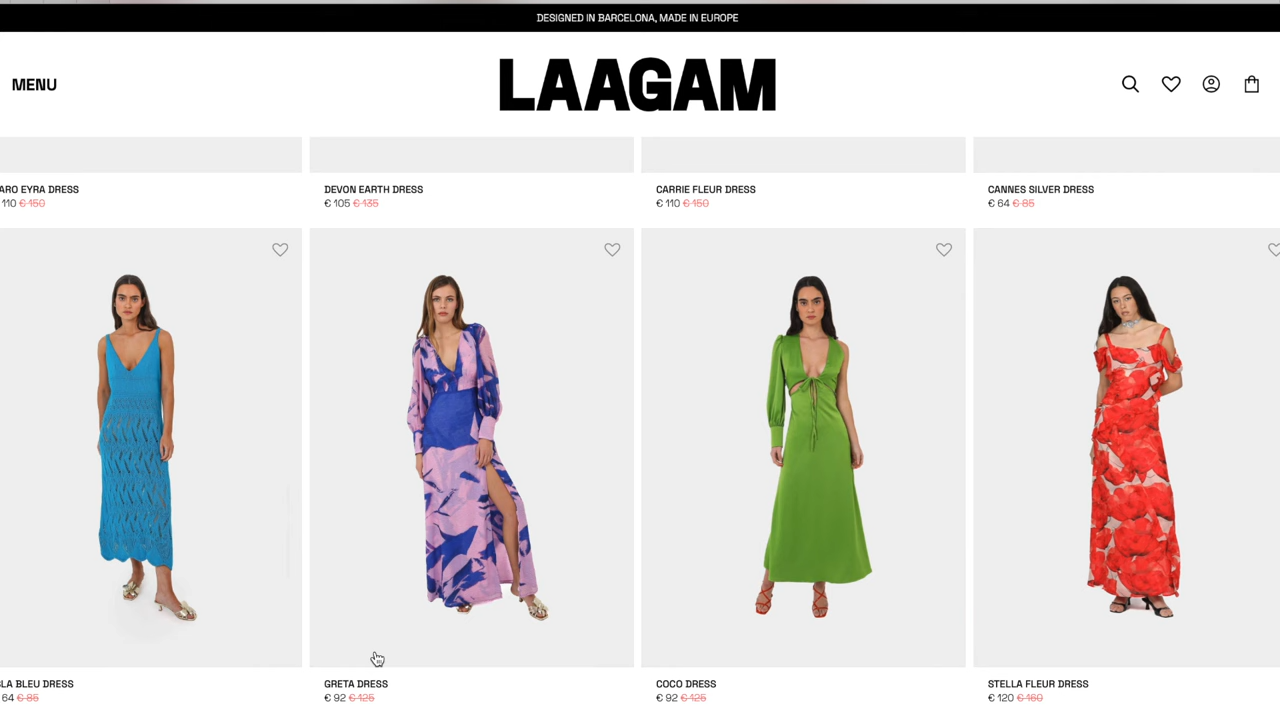 DESIGNED IN BARCELONA, MADE IN EUROPE
MENU
LAAGAM
ARO EYRA DRESS
110 € 150
DEVON EARTH DRESS
€ 105 € 135
CARRIE FLEUR DRESS
€ 110 € 150
CANNES SILVER DRESS
€ 64 € 85
LA BLEU DRESS
64 € 85
GRETA DRESS
€ 92 € 125
COCO DRESS
€ 92 € 125
STELLA FLEUR DRESS
€ 120 € 160